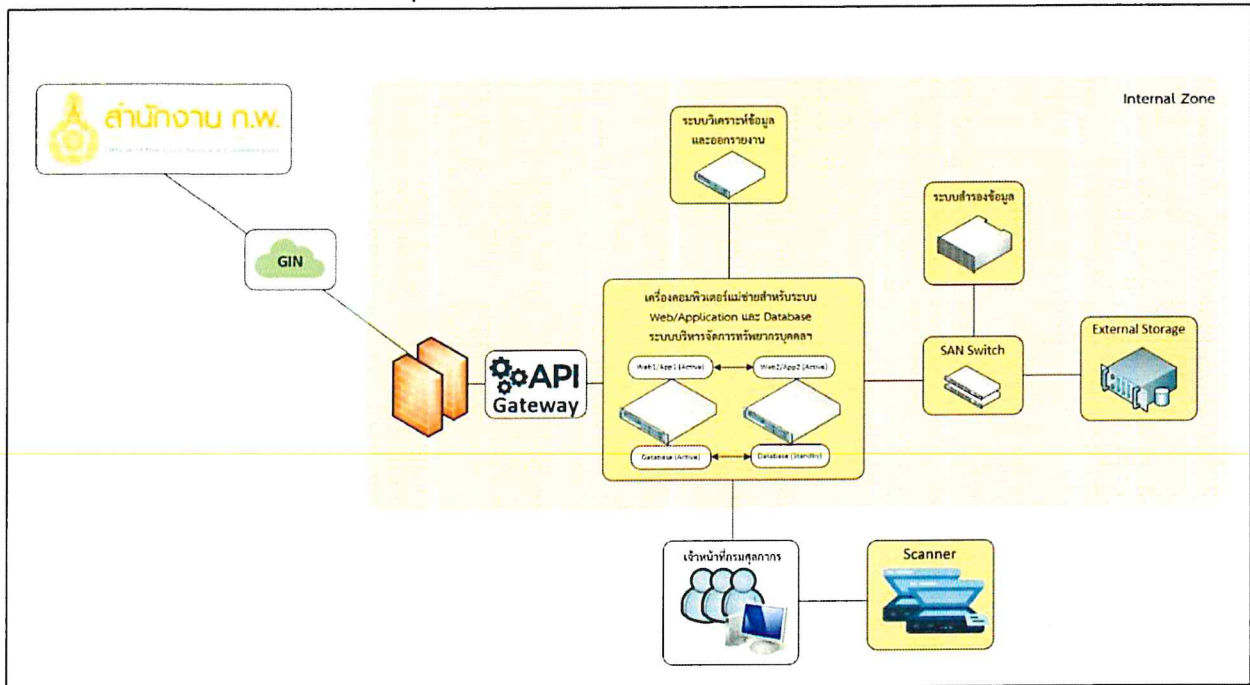 Internal Zone
สำนักงาน ก.พ.
Office of the Civil Service Commission
ระบบวิเคราะห์ข้อมูล
และออกรายงาน
ระบบสำรองข้อมูล
GIN
เครื่องคอมพิวเตอร์แม่ข่ายสำหรับระบบ
Web/Application และ Database
ระบบบริหารจัดการทรัพยากรบุคคลฯ
External Storage
SAN Switch
Web1/App1 (Active)
Web2/App2 (Active)
API
Gateway
Database (Active)
Database (Standby)
เจ้าหน้าที่กรมศุลกากร
Scanner